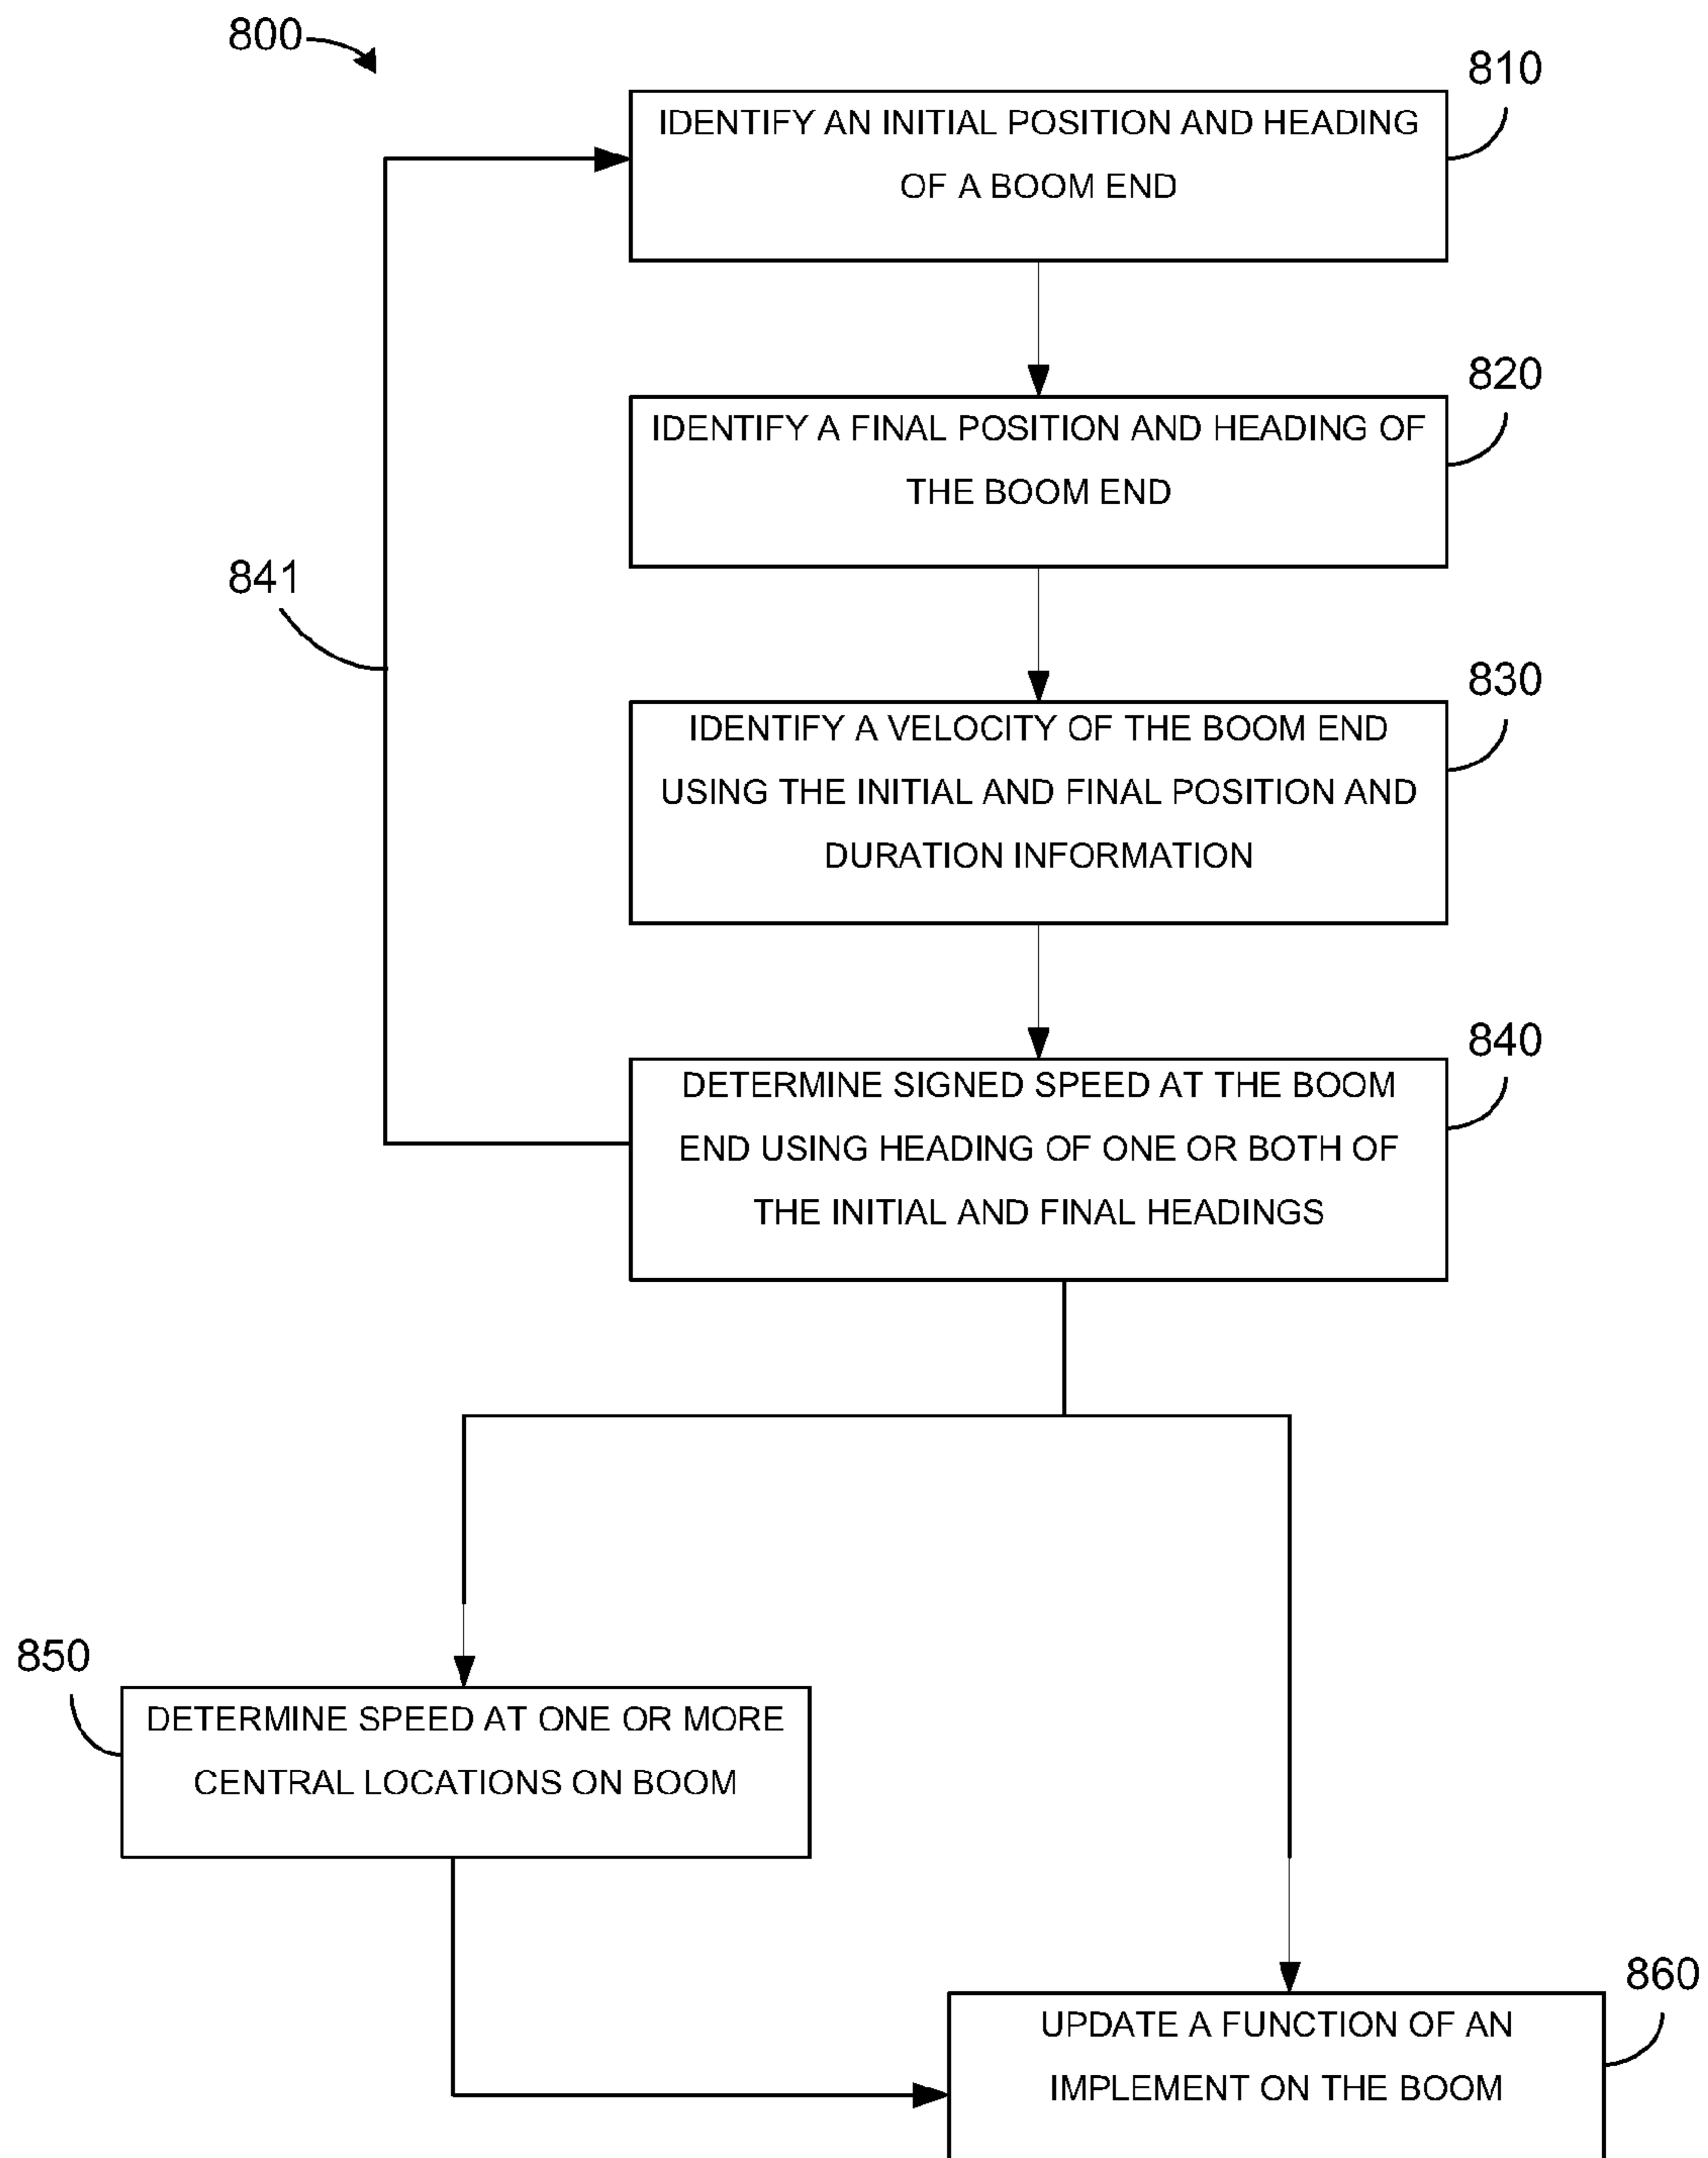 800
810
IDENTIFY AN INITIAL POSITION AND HEADING
OF A BOOM END
820
IDENTIFY A FINAL POSITION AND HEADING OF
THE BOOM END
841
830
IDENTIFY A VELOCITY OF THE BOOM END
USING THE INITIAL AND FINAL POSITION AND
DURATION INFORMATION
840
DETERMINE SIGNED SPEED AT THE BOOM
END USING HEADING OF ONE OR BOTH OF
THE INITIAL AND FINAL HEADINGS
850
DETERMINE SPEED AT ONE OR MORE
CENTRAL LOCATIONS ON BOOM
860
UPDATE A FUNCTION OF AN
IMPLEMENT ON THE BOOM